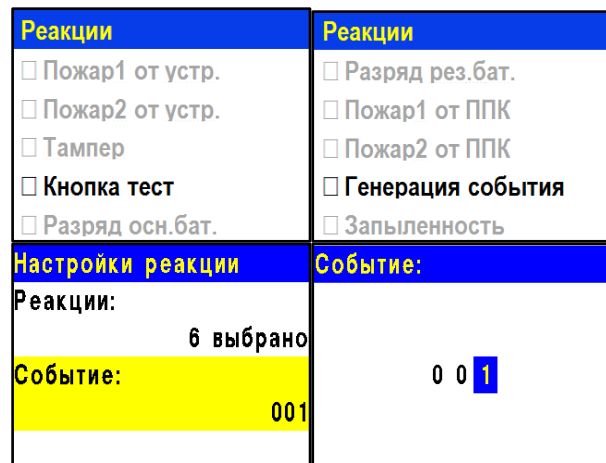 Реакции
Пожар1 от устр.
Пожар2 от устр.
Тампер
Кнопка тест
Разряд осн.бат.
Реакции
Разряд рез.бат.
Пожар1 от ППК
Пожар2 от ППК
Генерация события
Запыленность
Настройки реакции
Реакции:
6 выбрано
Событие:
001
Событие:
0 0 1